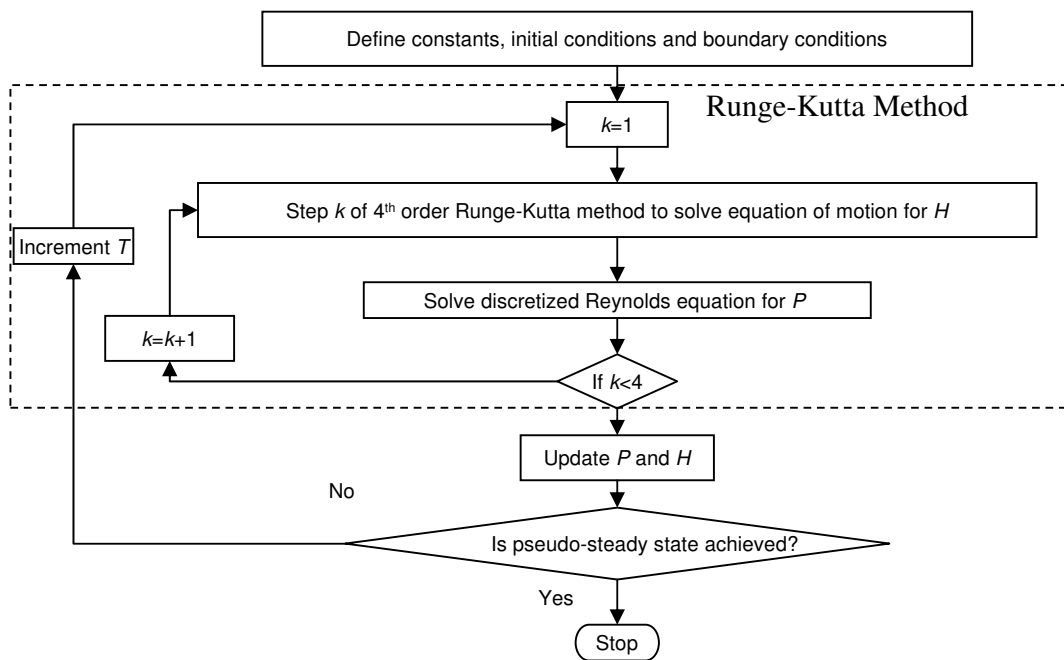 Define constants, initial conditions and boundary conditions
Runge-Kutta Method
k=1
Step k of 4th order Runge-Kutta method to solve equation of motion for H
Increment T
Solve discretized Reynolds equation for P
k=k+1
If k<4
Update P and H
No
Is pseudo-steady state achieved?
Yes
Stop